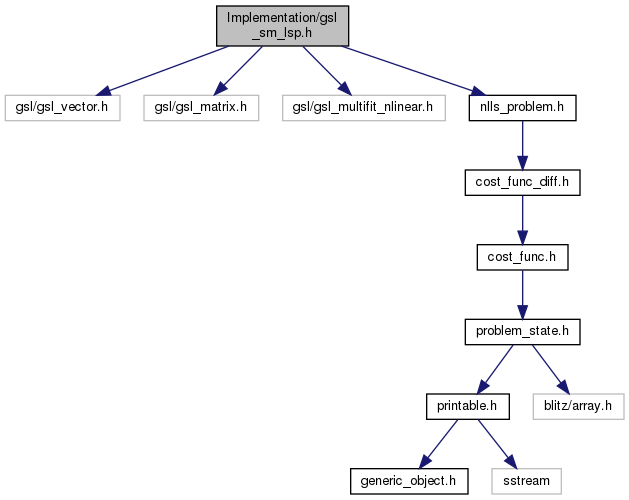 Implementation/gsl
_sm_lsp.h
gsl/gsl_vector.h
gsl/gsl_matrix.h
gsl/gsl_multifit_nlinear.h
nlls_problem.h
cost_func_diff.h
cost_func.h
problem_state.h
printable.h
blitz/array.h
generic_object.h
sstream